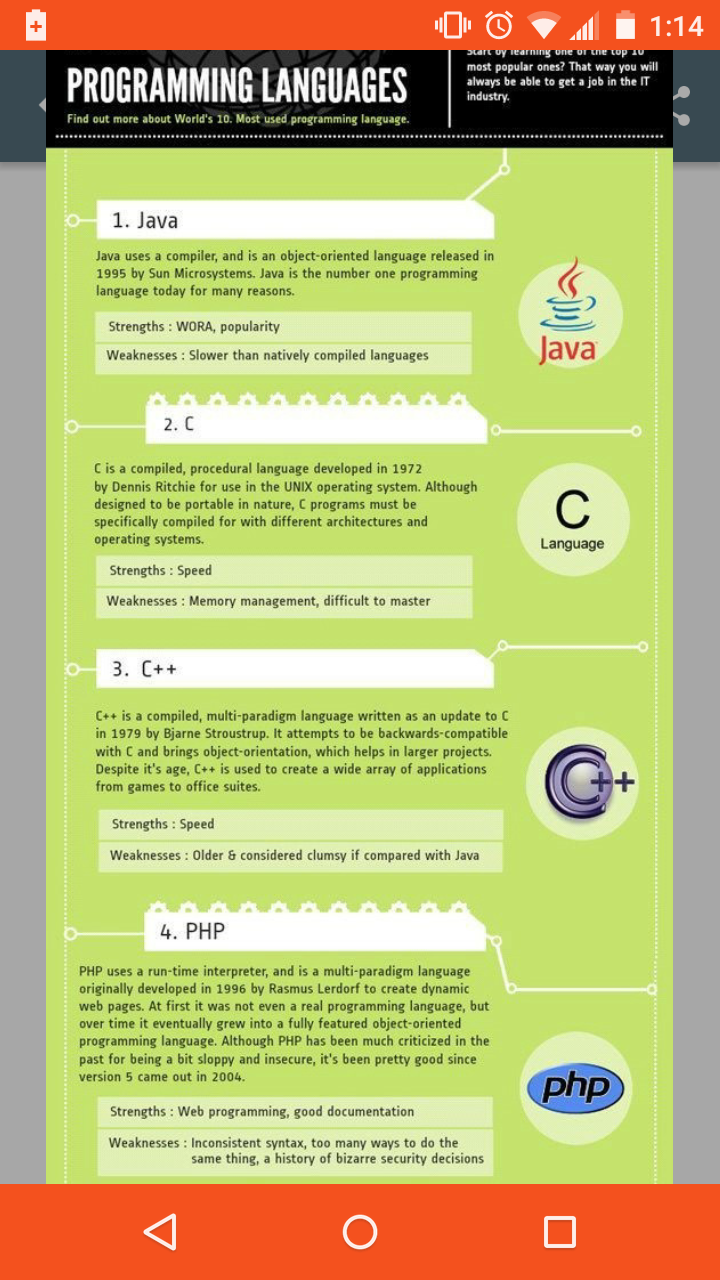 1:14
Start by learning one of the top 10
most popular ones? That way you will
always be able to get a job in the IT
industry.
PROGRAMMING LANGUAGES
Find out more about World's 10. Most used programming language.
1. Java
Java uses a compiler, and is an object-oriented language released in
1995 by Sun Microsystems. Java is the number one programming
language today for many reasons.
Strengths : WORA, popularity
Weaknesses : Slower than natively compiled languages
Java
2. C
C is a compiled, procedural language developed in 1972
by Dennis Ritchie for use in the UNIX operating system. Although
designed to be portable in nature, C programs must be
specifically compiled for with different architectures and
operating systems.
Strengths : Speed
Weaknesses : Memory management, difficult to master
C
Language
3. C++
C++ is a compiled, multi-paradigm language written as an update to C
in 1979 by Bjarne Stroustrup. It attempts to be backwards-compatible
with C and brings object-orientation, which helps in larger projects.
Despite it's age, C++ is used to create a wide array of applications
from games to office suites.
Strengths : Speed
Weaknesses : Older & considered clumsy if compared with Java
C++
4. PHP
PHP uses a run-time interpreter, and is a multi-paradigm language
originally developed in 1996 by Rasmus Lerdorf to create dynamic
web pages. At first it was not even a real programming language, but
over time it eventually grew into a fully featured object-oriented
programming language. Although PHP has been much criticized in the
past for being a bit sloppy and insecure, it's been pretty good since
version 5 came out in 2004.
Strengths : Web programming, good documentation
Weaknesses : Inconsistent syntax, too many ways to do the
same thing, a history of bizarre security decisions
php